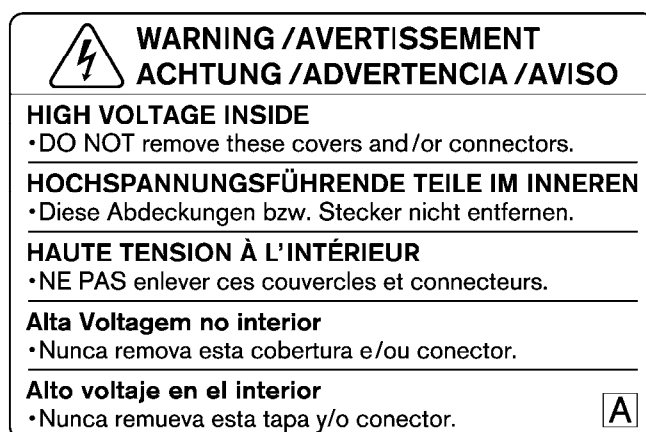 WARNING /AVERTISSEMENT
ACHTUNG /ADVERTENCIA /AVISO
HIGH VOLTAGE INSIDE
•DO NOT remove these covers and/or connectors.
HOCHSPANNUNGSFÜHRENDE TEILE IM INNEREN
•Diese Abdeckungen bzw. Stecker nicht entfernen.
HAUTE TENSION À L'INTÉRIEUR
•NE PAS enlever ces couvercles et connecteurs.
Alta Voltagem no interior
•Nunca remova esta cobertura e/ou conector.
Alto voltaje en el interior
•Nunca remueva esta tapa y/o conector.
A